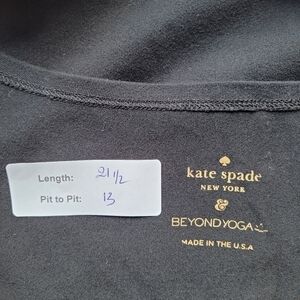 Length: 21 1/2
Pit to Pit: 13
kate spade
NEW YORK
&
BEYOND YOGA
MADE IN THE U.S.A